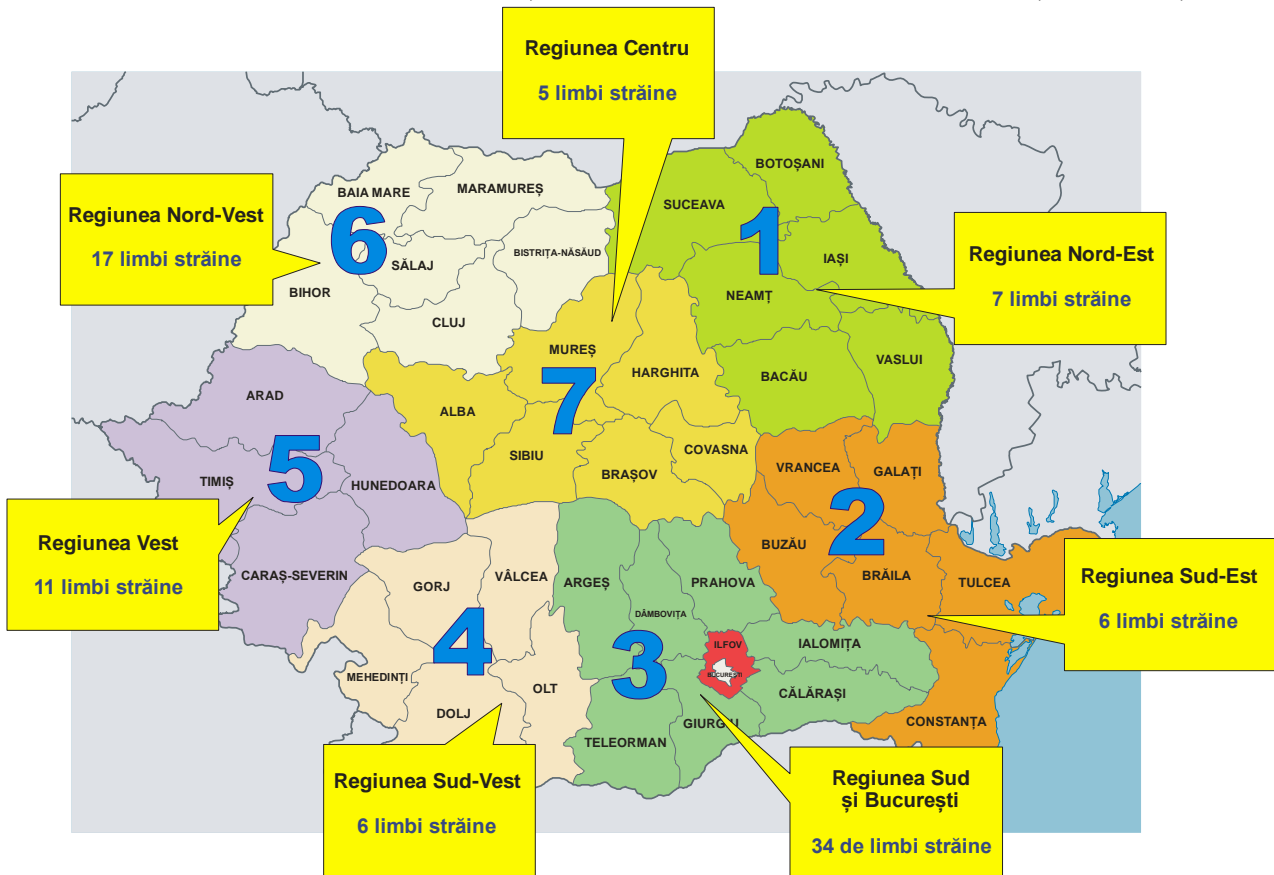 Regiunea Centru
5 limbi străine
BOTOȘANI
BAIA MARE
MARAMUREȘ
SUCEAVA
Regiunea Nord-Vest
17 limbi străine
6
1
BISTRIȚA-NĂSĂUD
IAȘI
Regiunea Nord-Est
7 limbi străine
SĂLAJ
BIHOR
NEAMȚ
CLUJ
MUREȘ
VASLUI
HARGHITA
BACĂU
ARAD
7
ALBA
COVASNA
SIBIU
BRAȘOV
VRANCEA
GALAȚI
TIMIȘ
5
HUNEDOARA
2
Regiunea Vest
11 limbi străine
BUZĂU
CARAȘ-SEVERIN
GORJ
VÂLCEA
ARGEȘ
PRAHOVA
BRĂILA
TULCEA
Regiunea Sud-Est
6 limbi străine
DÂMBOVIȚA
4
3
ILFOV
IALOMIȚA
BUCUREȘTI
MEHEDINȚI
OLT
CĂLĂRAȘI
DOLJ
GIURGIU
CONSTANȚA
TELEORMAN
Regiunea Sud-Vest
6 limbi străine
Regiunea Sud
și București
34 de limbi străine